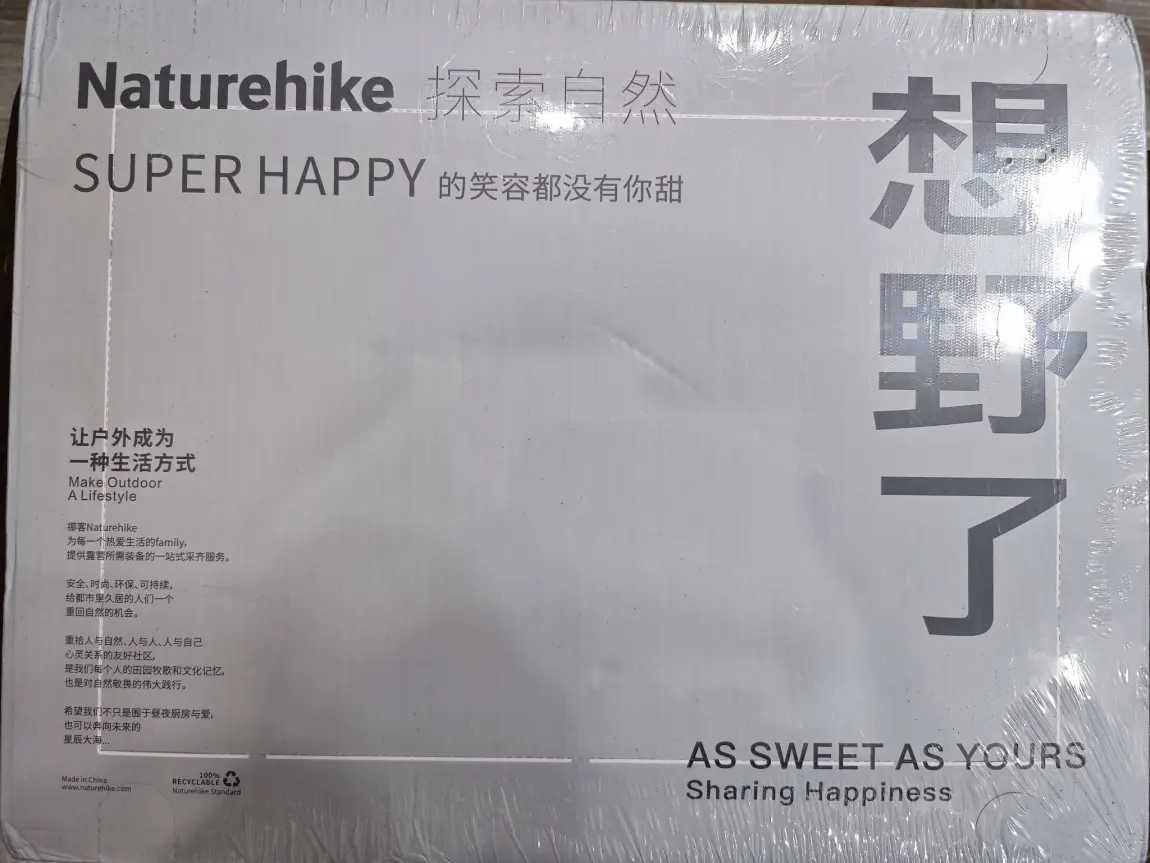 Naturehike 探索自然
SUPER HAPPY 的笑容都没有你甜
想
野
了
让户外成为
一种生活方式
Make Outdoor
A Lifestyle
挪客Naturehike
为每一个热爱生活的family,
提供露营所需装备的一站式采齐服务。
安全、时尚、环保、可持续,
给都市里久居的人们一个
重回自然的机会。
重拾人与自然、人与人、人与自己
心灵关系的友好社区,
是我们每个人的田园牧歌和文化记忆,
也是对自然敬畏的伟大践行。
希望我们不只是囿于昼夜厨房与爱,
也可以奔向未来的
星辰大海...
Made in China
www.naturehike.com
100%
RECYCLABLE
Naturehike Standard
AS SWEET AS YOURS
Sharing Happiness